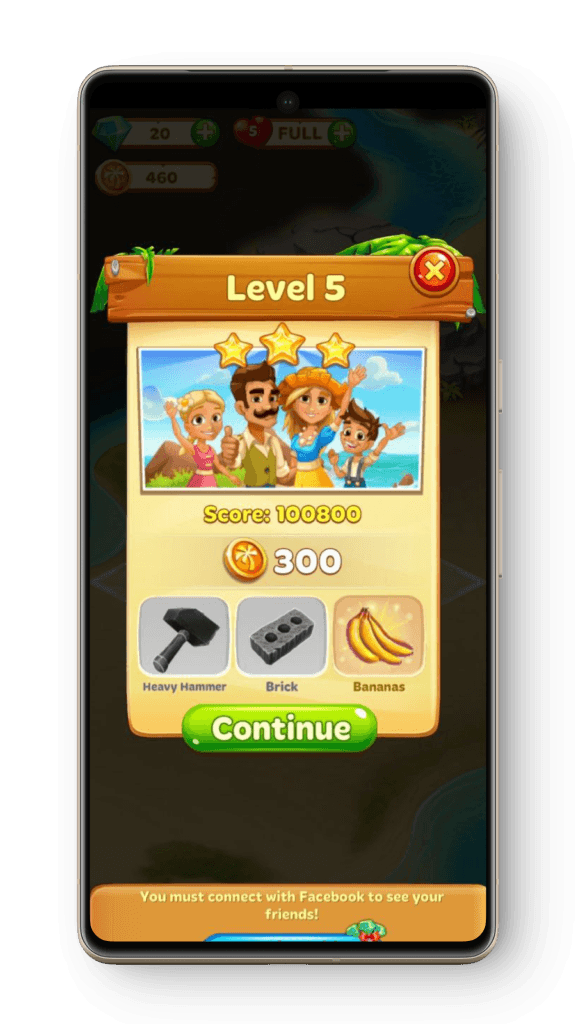 20
5 FULL
460
Level 5
Score: 100800
300
Heavy Hammer
Brick
Bananas
Continue
You must connect with Facebook to see your
friends!